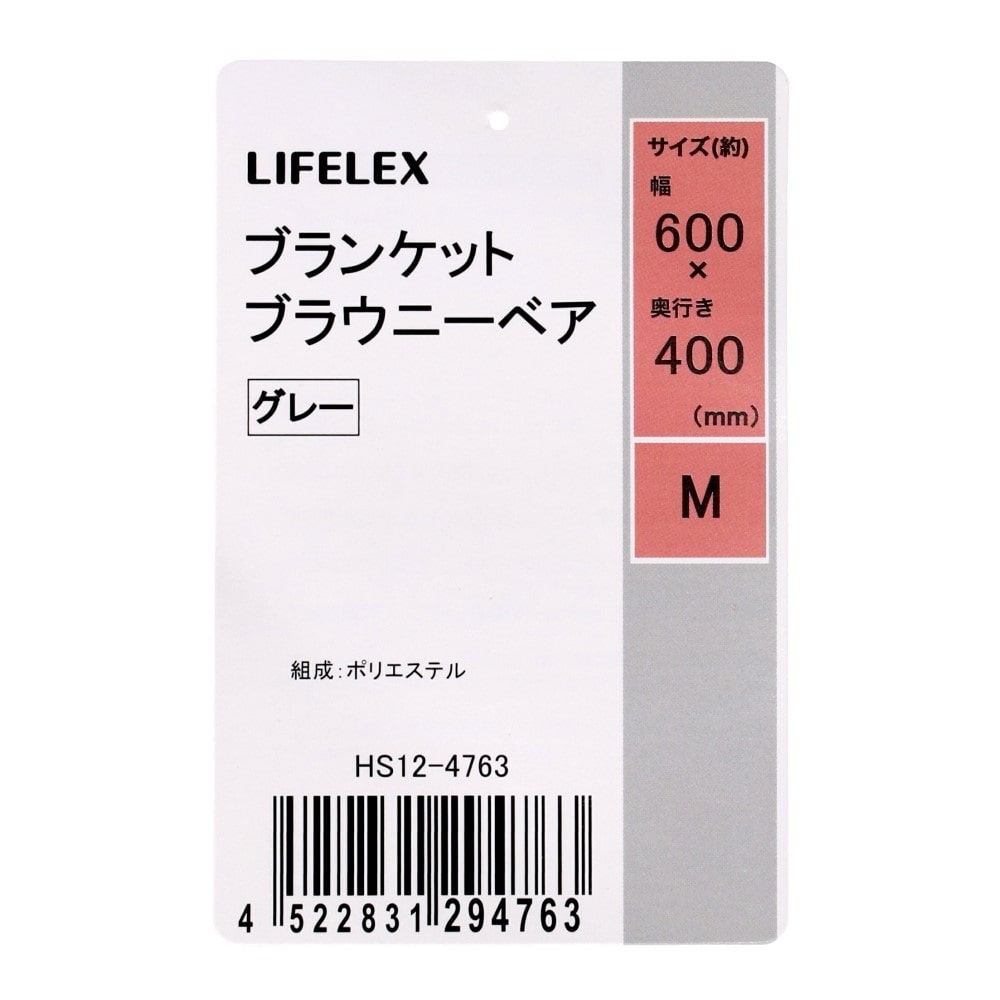 LIFELEX
ブランケット
ブラウニーベア
グレー
サイズ(約)
幅
600
×
奥行き
400
(mm)
M
組成:ポリエステル
HS12-4763
4 522831 294763